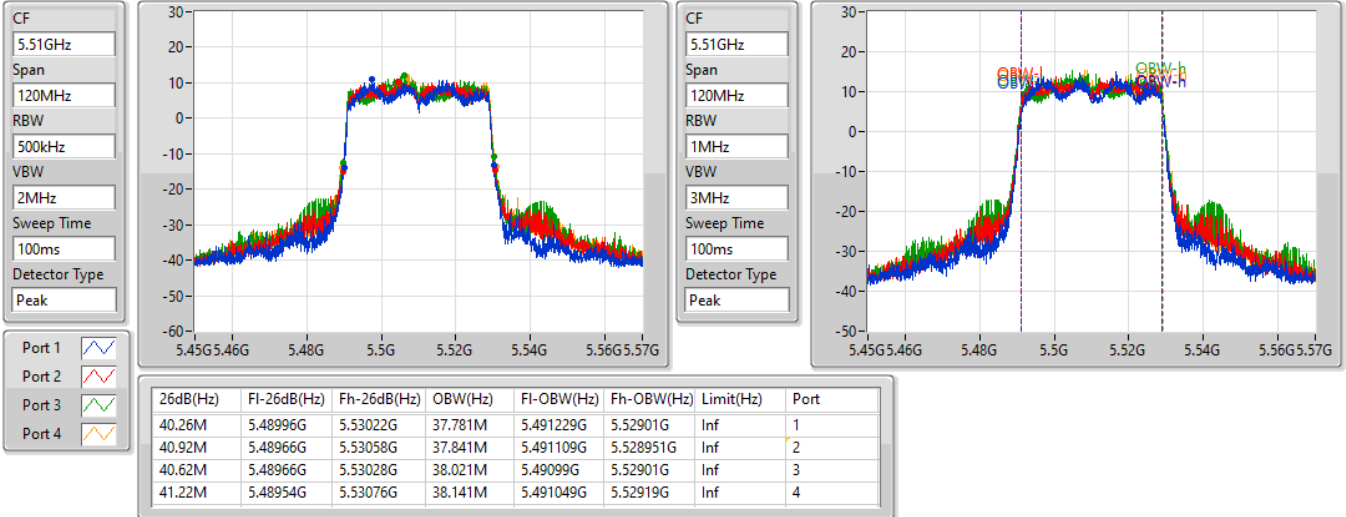 CF
5.51GHz
Span
120MHz
RBW
500kHz
VBW
2MHz
Sweep Time
100ms
Detector Type
Peak
30-
20-
10-
0-
-10-
-20-
-30-
-40-
-50-
-60-
5.45G 5.46G 5.48G 5.5G 5.52G 5.54G 5.56G 5.57G
CF
5.51GHz
Span
120MHz
RBW
1MHz
VBW
3MHz
Sweep Time
100ms
Detector Type
Peak
30-
20-
10-
0-
-10-
-20-
-30-
-40-
-50-
OBW-l OBW-h
OBW-h
5.45G 5.46G 5.48G 5.5G 5.52G 5.54G 5.56G 5.57G
Port 1
Port 2
Port 3
Port 4
26dB(Hz) Fl-26dB(Hz) Fh-26dB(Hz) OBW(Hz) Fl-OBW(Hz) Fh-OBW(Hz) Limit(Hz) Port
40.26M 5.48996G 5.53022G 37.781M 5.491229G 5.52901G Inf 1
40.92M 5.48966G 5.53058G 37.841M 5.491109G 5.528951G Inf 2
40.62M 5.48966G 5.53028G 38.021M 5.49099G 5.52901G Inf 3
41.22M 5.48954G 5.53076G 38.141M 5.491049G 5.52919G Inf 4